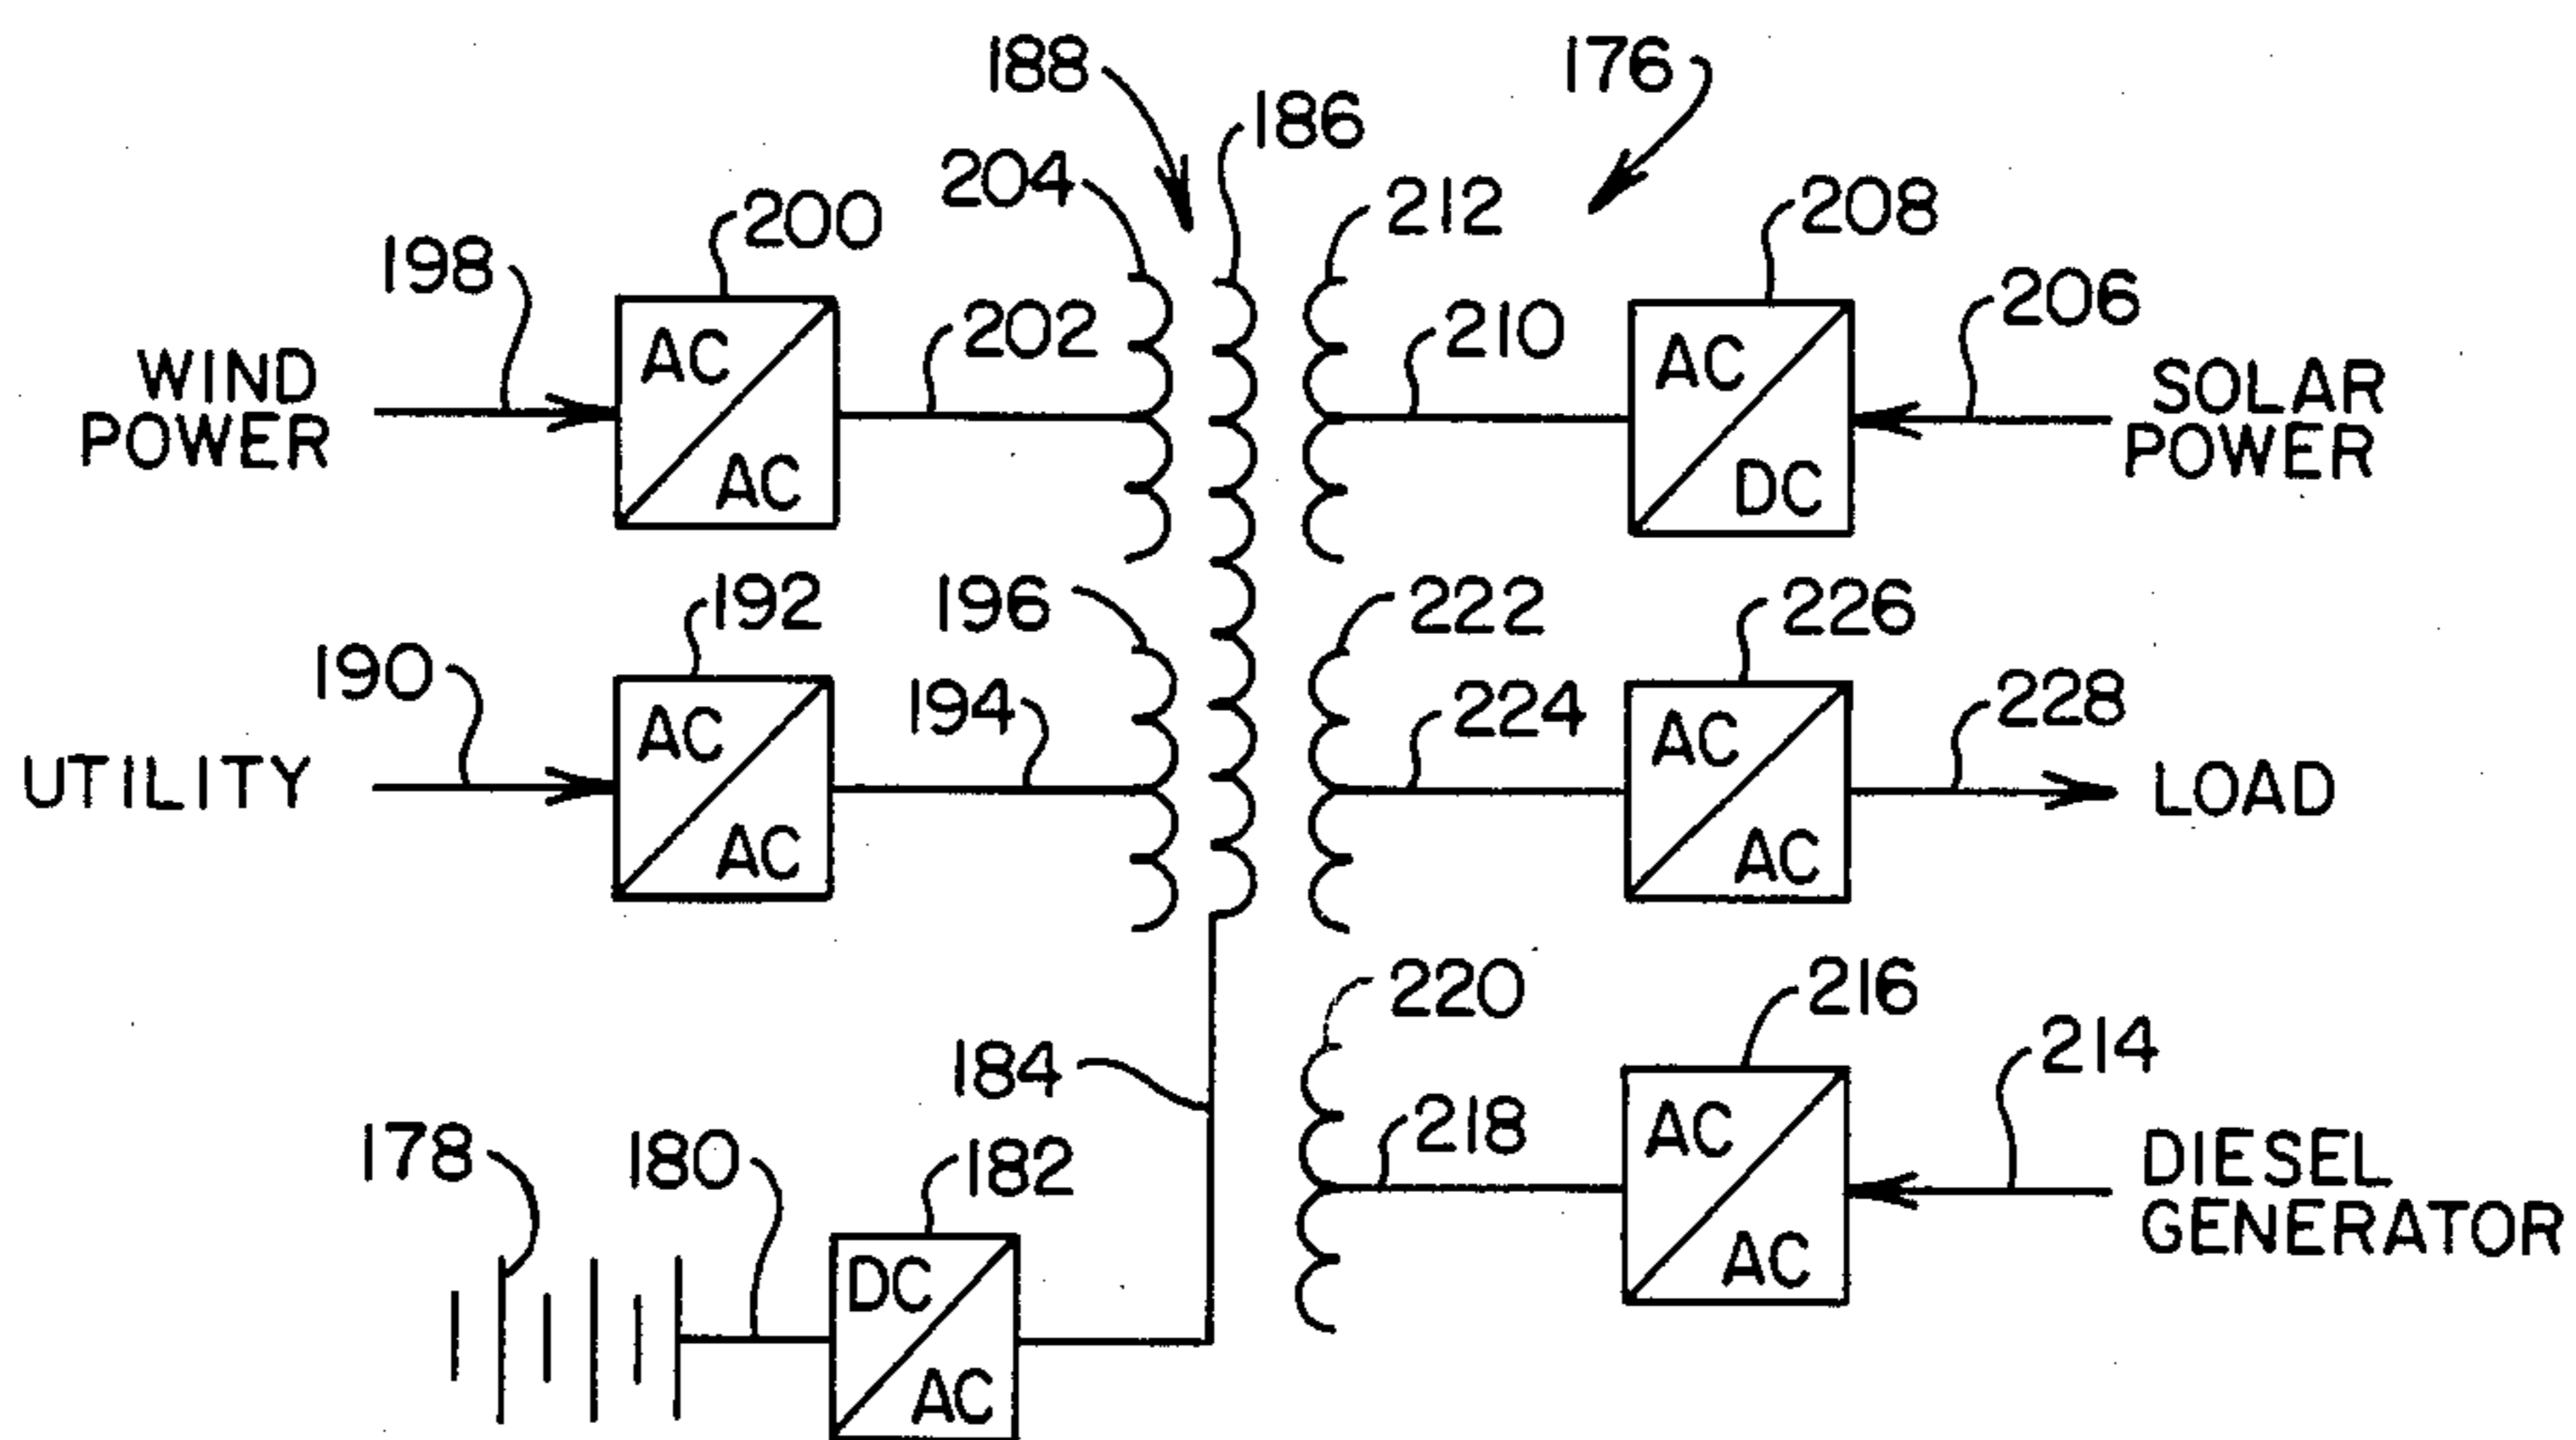 188
176
186
204
212
208
200
198
206
202
210
AC
AC
AC
DC
WIND
POWER
SOLAR
POWER
192
196
222
226
190
194
224
228
AC
AC
AC
AC
UTILITY
LOAD
220
216
184
214
178
180
182
218
AC
AC
DIESEL
GENERATOR
DC
AC